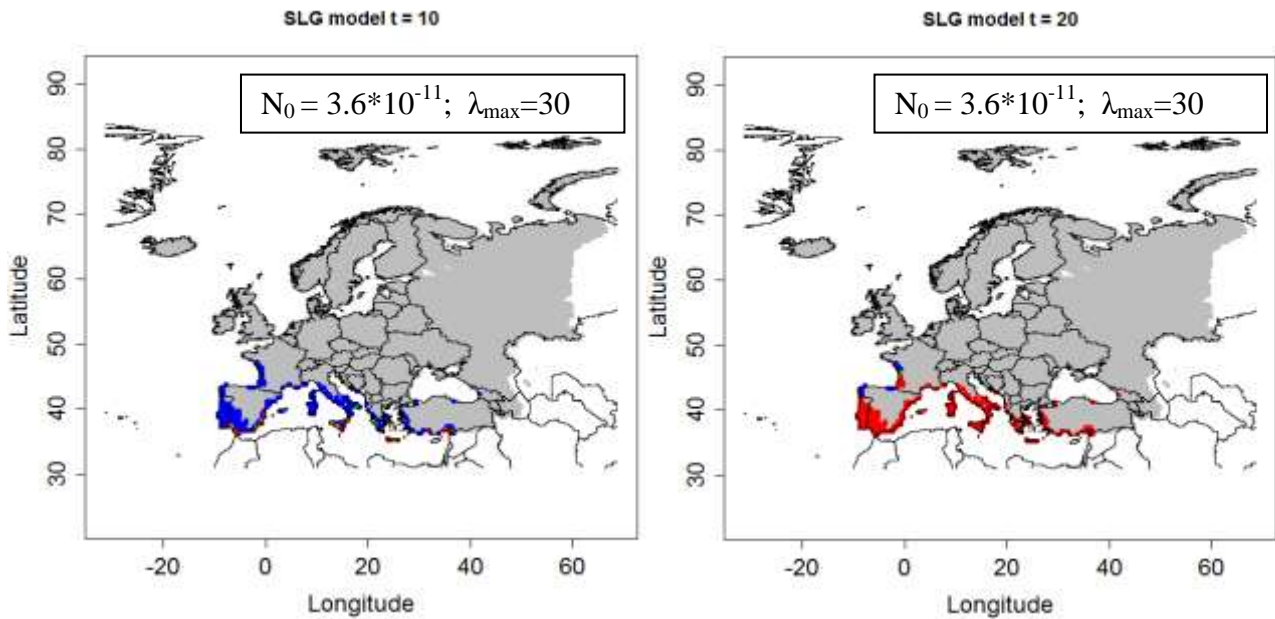 SLG model t = 10
N₀ = 3.6*10⁻¹¹; λmax=30
90
80
70
60
50
40
30
Latitude
-20 0 20 40 60
Longitude
SLG model t = 20
N₀ = 3.6*10⁻¹¹; λmax=30
90
80
70
60
50
40
30
Latitude
-20 0 20 40 60
Longitude